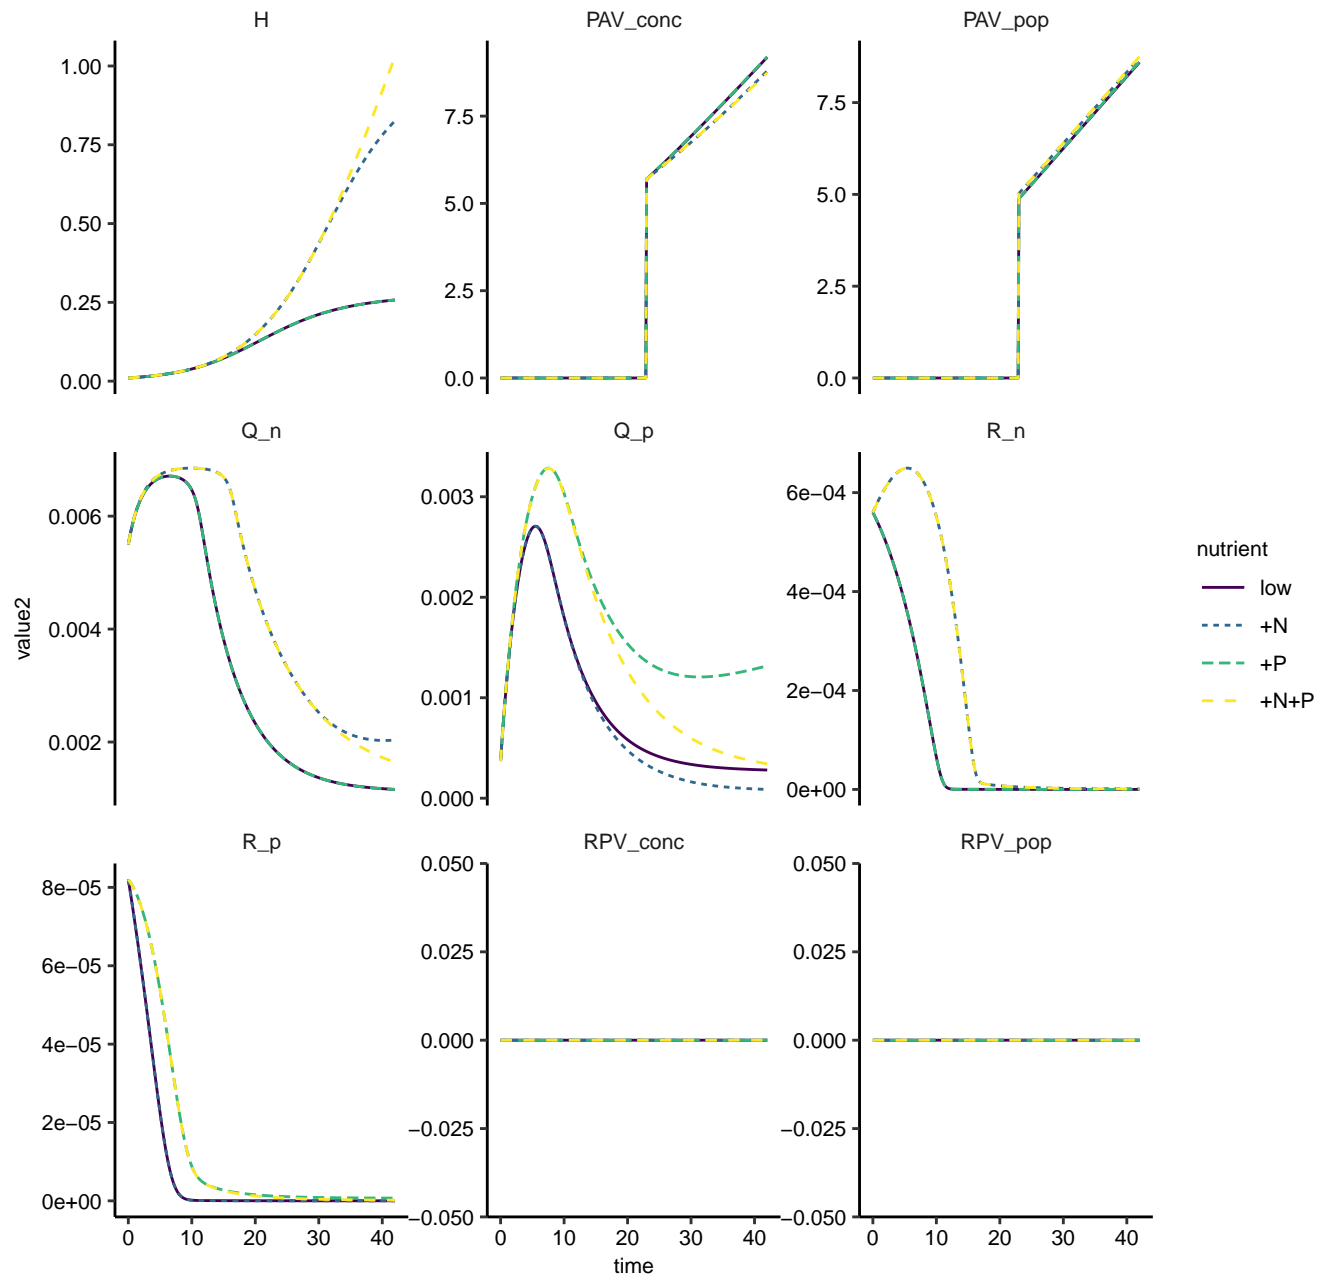 H
PAV_conc
PAV_pop
1.00
0.75
0.50
0.25
0.00
7.5
5.0
2.5
0.0
7.5
5.0
2.5
0.0
Q_n
Q_p
R_n
0.006
0.004
0.002
0.003
0.002
0.001
0.000
6e−04
4e−04
2e−04
0e+00
value2
nutrient
low
+N
+P
+N+P
R_p
RPV_conc
RPV_pop
8e−05
6e−05
4e−05
2e−05
0e+00
0.050
0.025
0.000
−0.025
−0.050
0.050
0.025
0.000
−0.025
−0.050
0 10 20 30 40
0 10 20 30 40
0 10 20 30 40
time